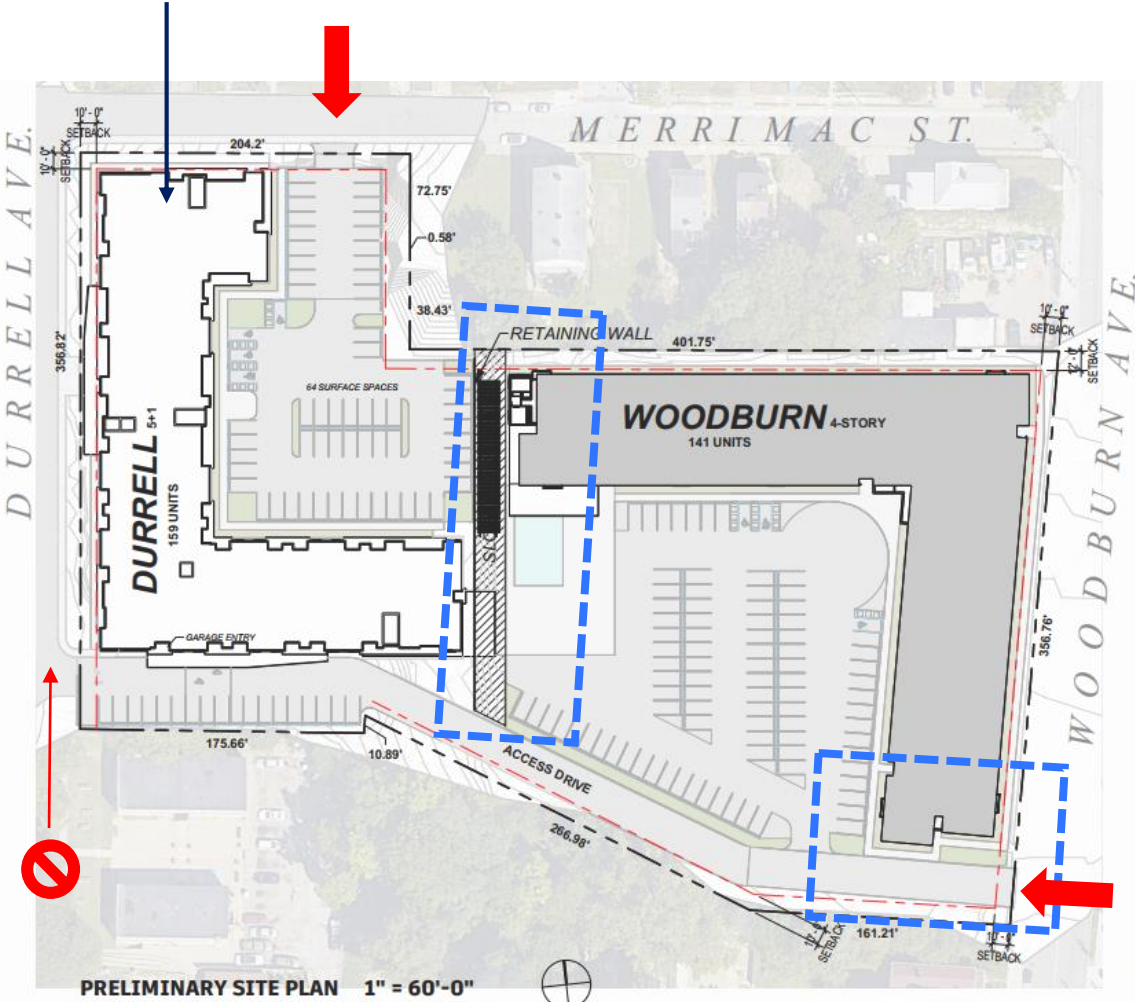 MERRIMAC ST.
DURRELL AVE.
WOODBURN AVE.
10'-0"
SETBACK
204.2'
10'-0"
SETBACK
72.75'
0.58'
38.43'
356.82'
RETAINING WALL
401.75'
10'-0"
SETBACK
12'-0"
SETBACK
64 SURFACE SPACES
WOODBURN 4-STORY
141 UNITS
DURRELL 5+1
159 UNITS
GARAGE ENTRY
356.76'
175.66'
10.89'
ACCESS DRIVE
266.98'
SETBACK
161.21'
10'-0"
SETBACK
PRELIMINARY SITE PLAN 1" = 60'-0"